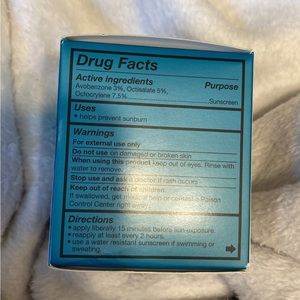 Drug Facts
Active ingredients Purpose
Avobenzone 3%, Octisalate 5%,
Octocrylene 7.5% Sunscreen
Uses
• helps prevent sunburn
Warnings
For external use only
Do not use on damaged or broken skin
When using this product keep out of eyes. Rinse with
water to remove.
Stop use and ask a doctor if rash occurs
Keep out of reach of children.
If swallowed, get medical help or contact a Poison
Control Center right away.
Directions
• apply liberally 15 minutes before sun exposure.
• reapply at least every 2 hours.
• use a water resistant sunscreen if swimming or
sweating.